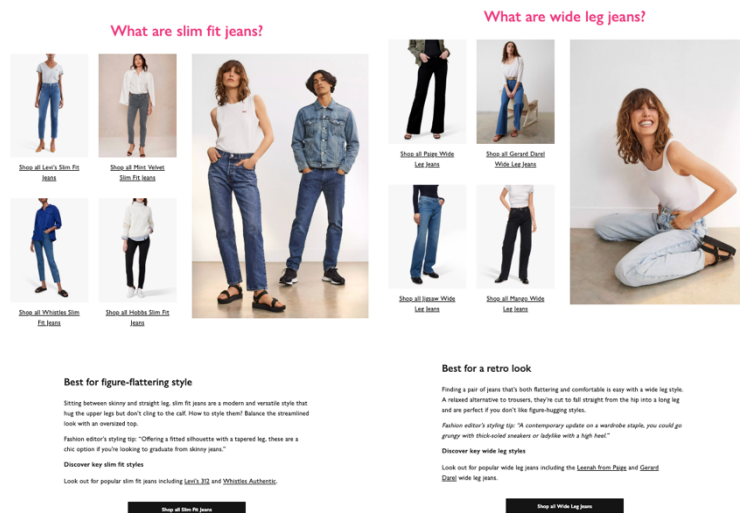 What are slim fit jeans?
Shop all Levi's Slim Fit
Jeans
Shop all Mint Velvet
Slim Fit Jeans
Shop all Whistles Slim
Fit Jeans
Shop all Hobbs Slim Fit
Jeans
Best for figure-flattering style
Sitting between skinny and straight leg, slim fit jeans are a modern and versatile style that
hug the upper legs but don't cling to the calf. How to style them? Balance the streamlined
look with an oversized top.
Fashion editor's styling tip: "Offering a fitted silhouette with a tapered leg, these are a
chic option if you're looking to graduate from skinny jeans."
Discover key slim fit styles
Look out for popular slim fit jeans including Levi's 312 and Whistles Authentic.
Shop all Slim Fit Jeans
What are wide leg jeans?
Shop all Paige Wide
Leg Jeans
Shop all Gerard Darel
Wide Leg Jeans
Shop all Jigsaw Wide
Leg Jeans
Shop all Mango Wide
Leg Jeans
Best for a retro look
Finding a pair of jeans that's both flattering and comfortable is easy with a wide leg style.
A relaxed alternative to trousers, they're cut to fall straight from the hip into a long leg
and are perfect if you don't like figure-hugging styles.
Fashion editor's styling tip: "A contemporary update on a wardrobe staple, you could go
grungy with thick-soled sneakers or ladylike with a high heel."
Discover key wide leg styles
Look out for popular wide leg jeans including the Leenah from Paige and Gerard
Darel wide leg jeans.
Shop all Wide Leg Jeans